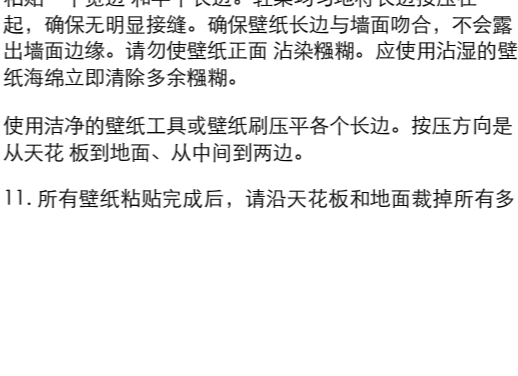 起，确保无明显接缝。确保壁纸长边与墙面吻合，不会露
出墙面边缘。请勿使壁纸正面 沾染糨糊。应使用沾湿的壁
纸海绵立即清除多余糨糊。
使用洁净的壁纸工具或壁纸刷压平各个长边。按压方向是
从天花 板到地面、从中间到两边。
11. 所有壁纸粘贴完成后，请沿天花板和地面裁掉所有多